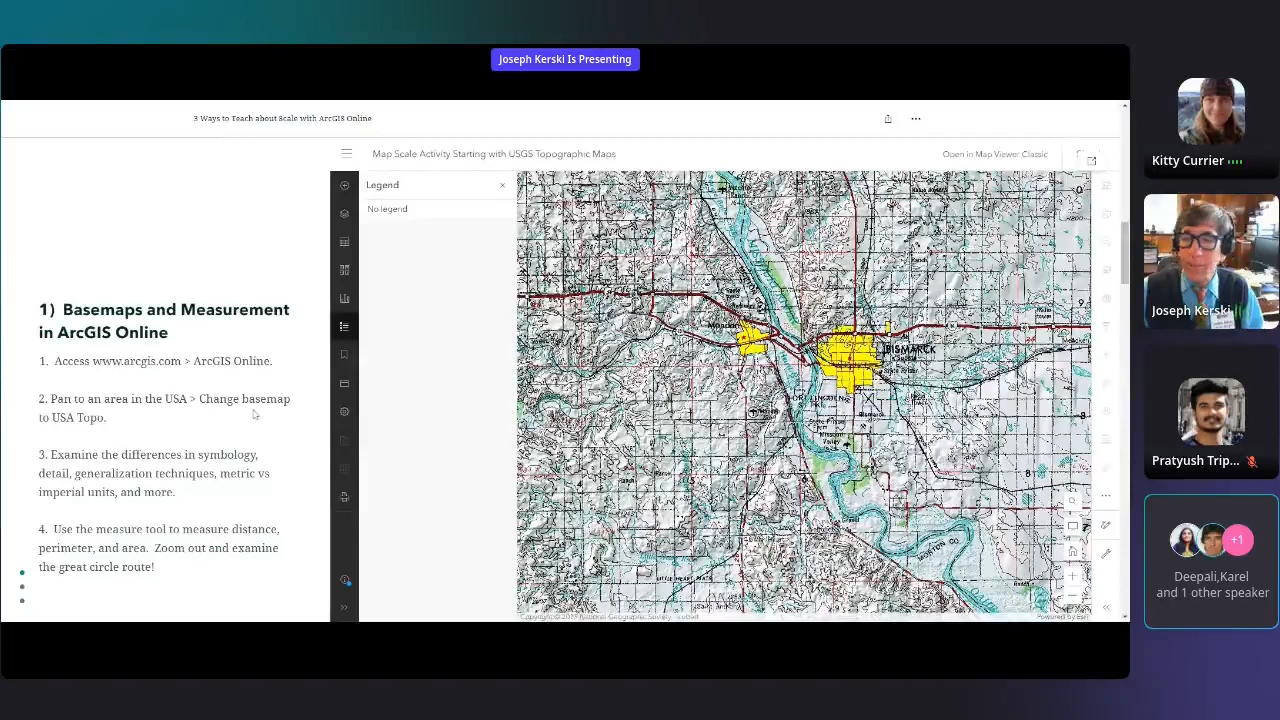 Joseph Kerski Is Presenting
3 Ways to Teach about Scale with ArcGIS Online
Map Scale Activity Starting with USGS Topographic Maps
Open in Map Viewer Classic
Legend
No legend
1) Basemaps and Measurement
in ArcGIS Online
1. Access www.arcgis.com > ArcGIS Online.
2. Pan to an area in the USA > Change basemap
to USA Topo.
3. Examine the differences in symbology,
detail, generalization techniques, metric vs
imperial units, and more.
4. Use the measure tool to measure distance,
perimeter, and area. Zoom out and examine
the great circle route!
BISMARCK
Bismarck
Powered by Esri
Kitty Currier
Joseph Kerski
Pratyush Trip...
+1
Deepali,Karel
and 1 other speaker